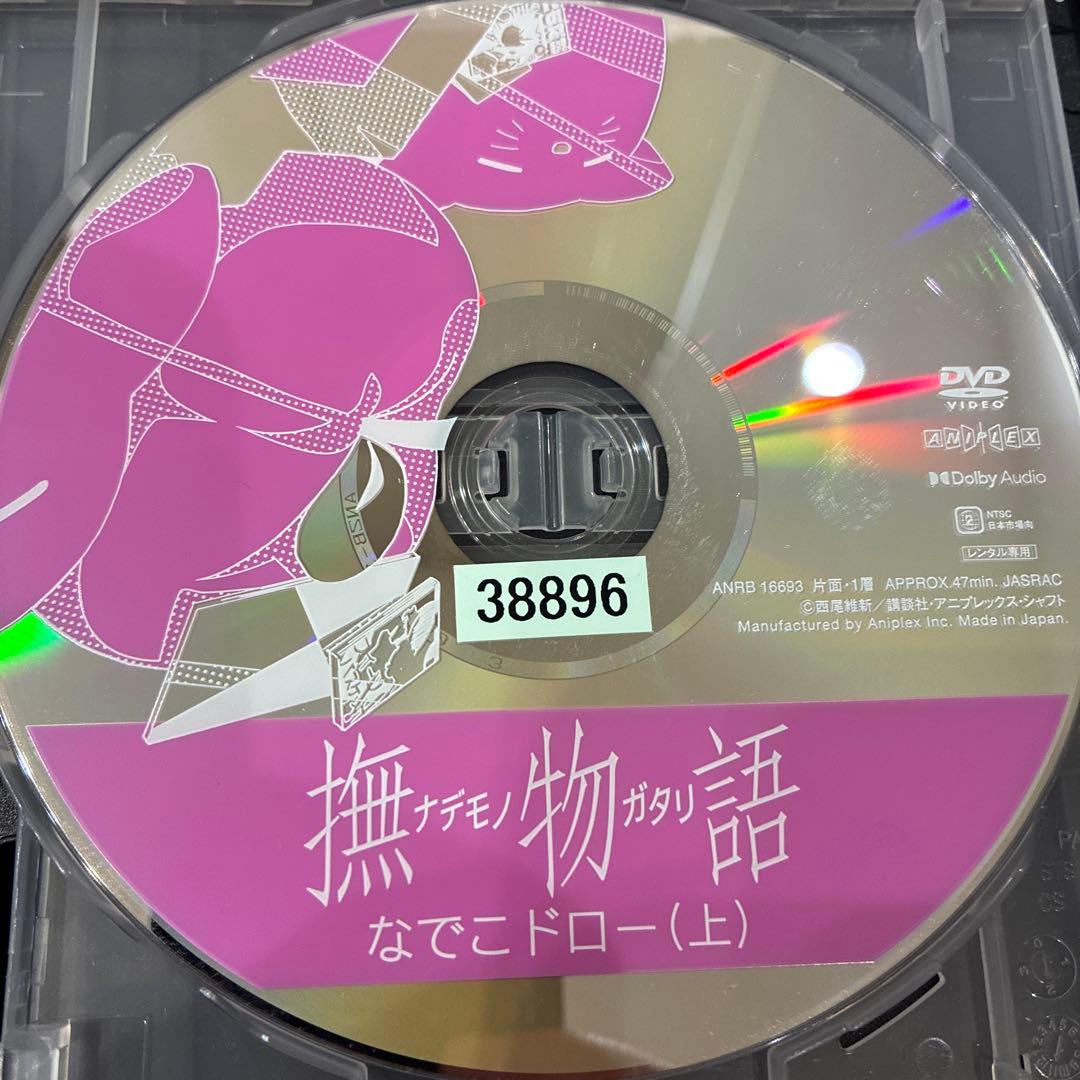 DVD
VIDEO
ANIPLEX
Dolby Audio
2
NTSC
日本市場向
レンタル専用
ANRB 16693 片面・1層 APPROX.47min. JASRAC
©西尾維新／講談社・アニプレックス・シャフト
Manufactured by Aniplex Inc. Made in Japan.
38896
3
撫ナデモノ物ガタリ語
なでこドロー(上)